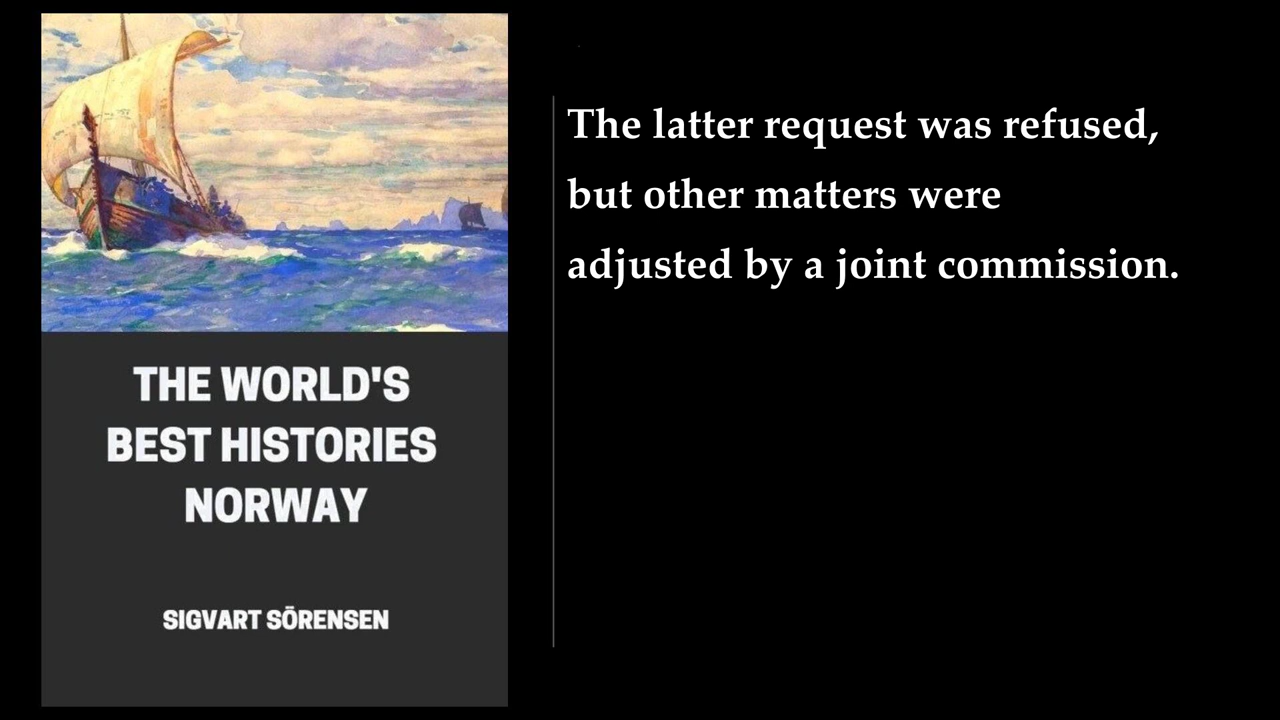 THE WORLD'S
BEST HISTORIES
NORWAY
SIGVART SÖRENSEN
The latter request was refused,
but other matters were
adjusted by a joint commission.